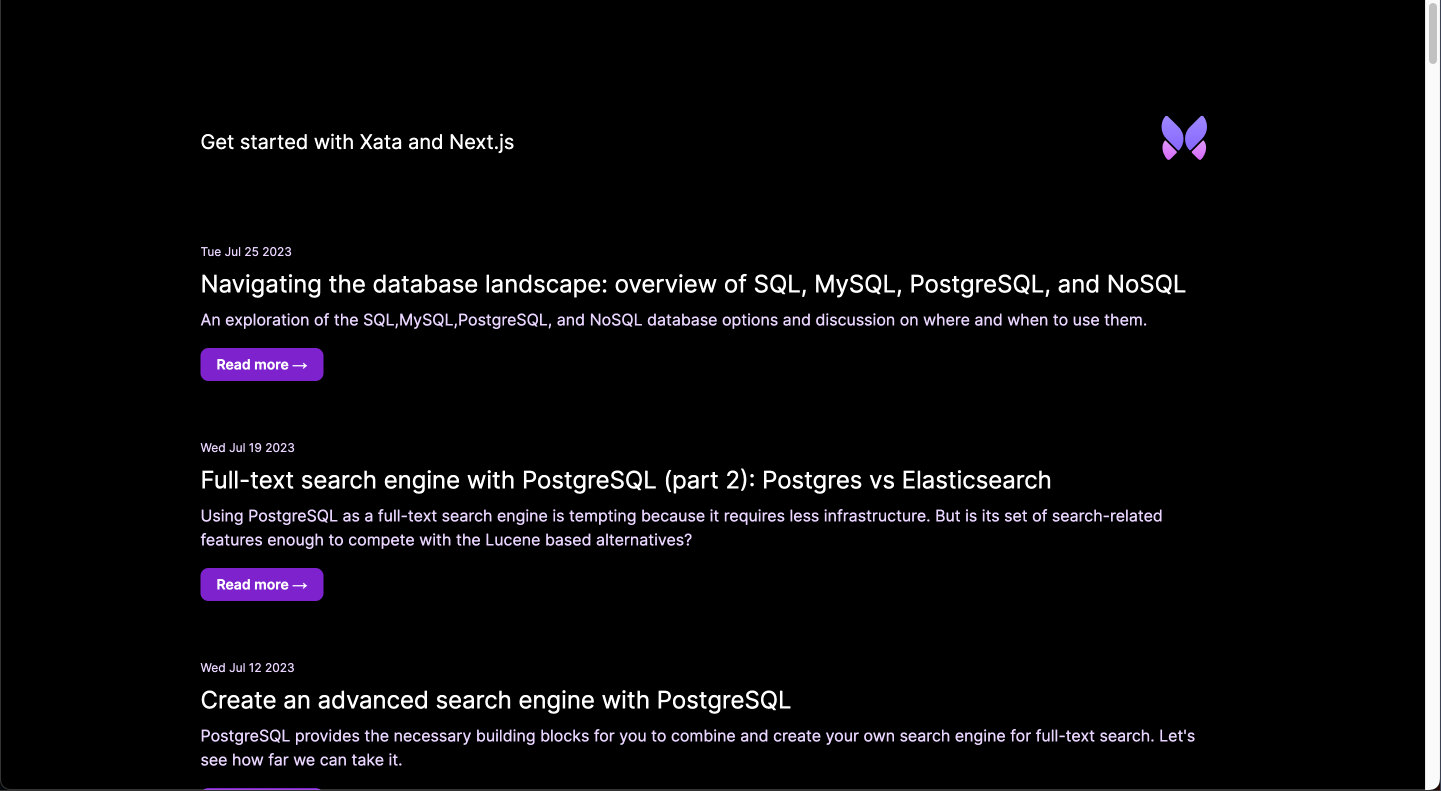 Get started with Xata and Next.js
Tue Jul 25 2023
Navigating the database landscape: overview of SQL, MySQL, PostgreSQL, and NoSQL
An exploration of the SQL,MySQL,PostgreSQL, and NoSQL database options and discussion on where and when to use them.
Read more →
Wed Jul 19 2023
Full-text search engine with PostgreSQL (part 2): Postgres vs Elasticsearch
Using PostgreSQL as a full-text search engine is tempting because it requires less infrastructure. But is its set of search-related
features enough to compete with the Lucene based alternatives?
Read more →
Wed Jul 12 2023
Create an advanced search engine with PostgreSQL
PostgreSQL provides the necessary building blocks for you to combine and create your own search engine for full-text search. Let's
see how far we can take it.